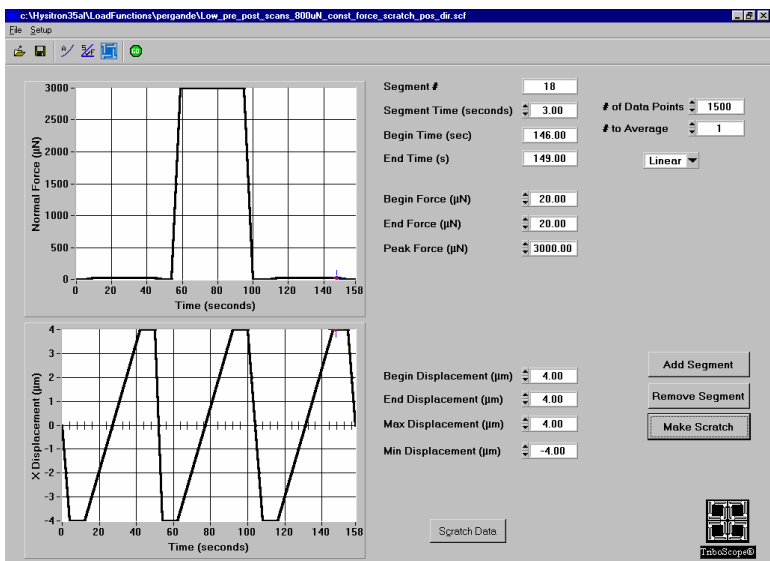 c:\Hysitron35al\LoadFunctions\pergande\Low_pre_post_scans_800uN_const_force_scratch_pos_dir.scf
File Setup
GO
3000
2500
2000
1500
1000
500
0
Normal Force (µN)
0 20 40 60 80 100 120 140 158
Time (seconds)
4
3
2
1
0
-1
-2
-3
-4
X Displacement (µm)
0 20 40 60 80 100 120 140 158
Time (seconds)
Segment # 18
Segment Time (seconds) 3.00
Begin Time (sec) 146.00
End Time (s) 149.00
Begin Force (µN) 20.00
End Force (µN) 20.00
Peak Force (µN) 3000.00
# of Data Points 1500
# to Average 1
Linear
Begin Displacement (µm) 4.00
End Displacement (µm) 4.00
Max Displacement (µm) 4.00
Min Displacement (µm) -4.00
Add Segment
Remove Segment
Make Scratch
Scratch Data
TriboScope®